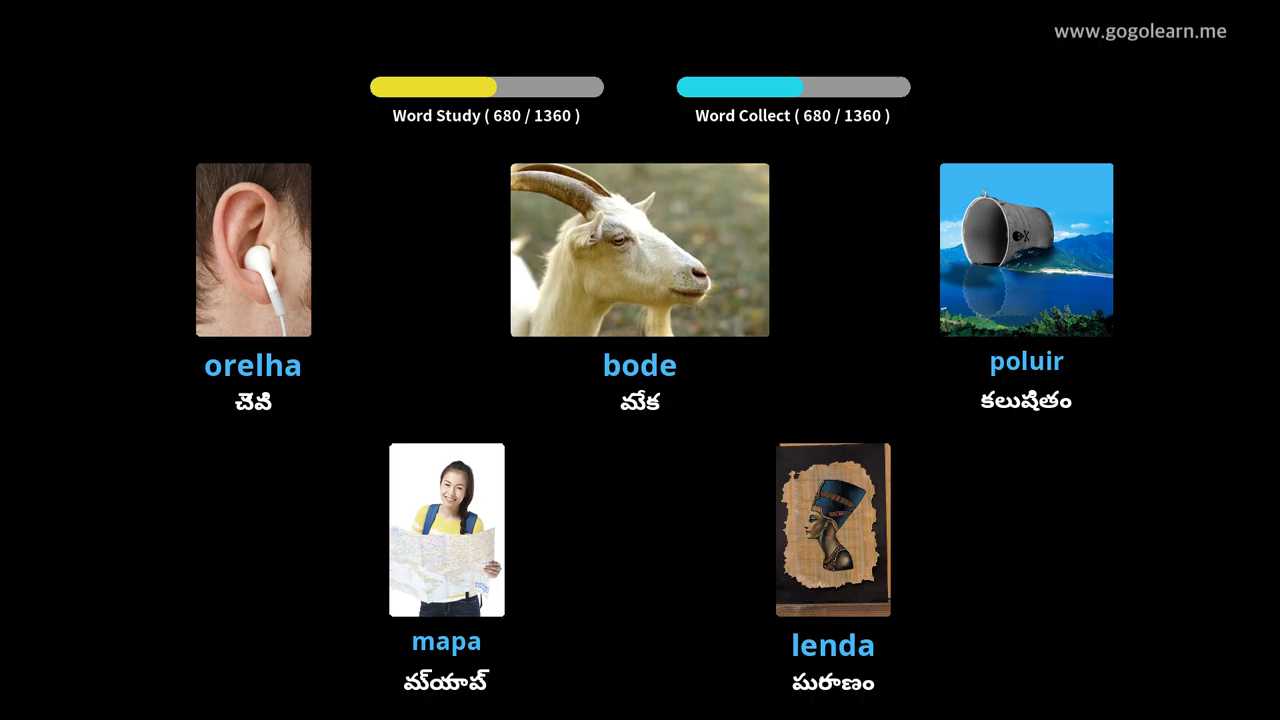 www.gogolearn.me
Word Study ( 680 / 1360 )
Word Collect ( 680 / 1360 )
orelha
చెవి
bode
మేక
poluir
కలుషితం
mapa
మ్యాప్
lenda
పురాణం